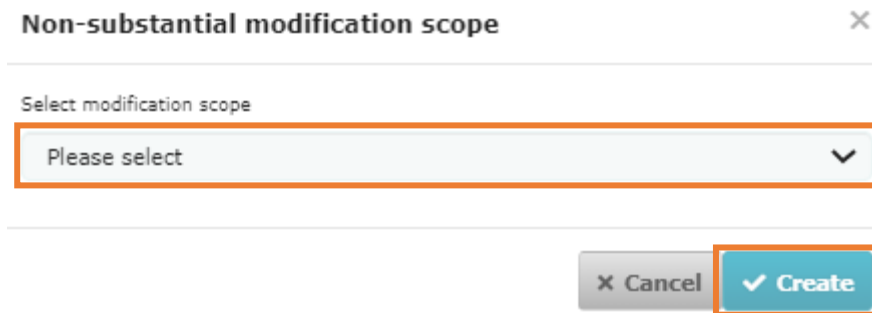 Non-substantial modification scope
Select modification scope
Please select
Cancel
Create